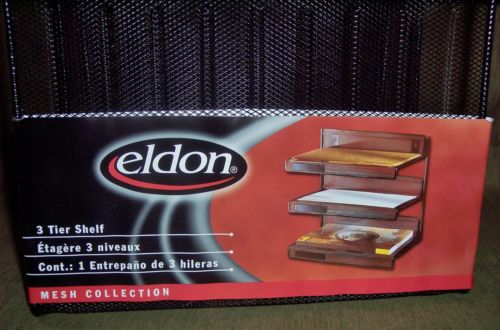 eldon®
3 Tier Shelf
Étagère 3 niveaux
Cont.: 1 Entrepaño de 3 hileras
MESH COLLECTION